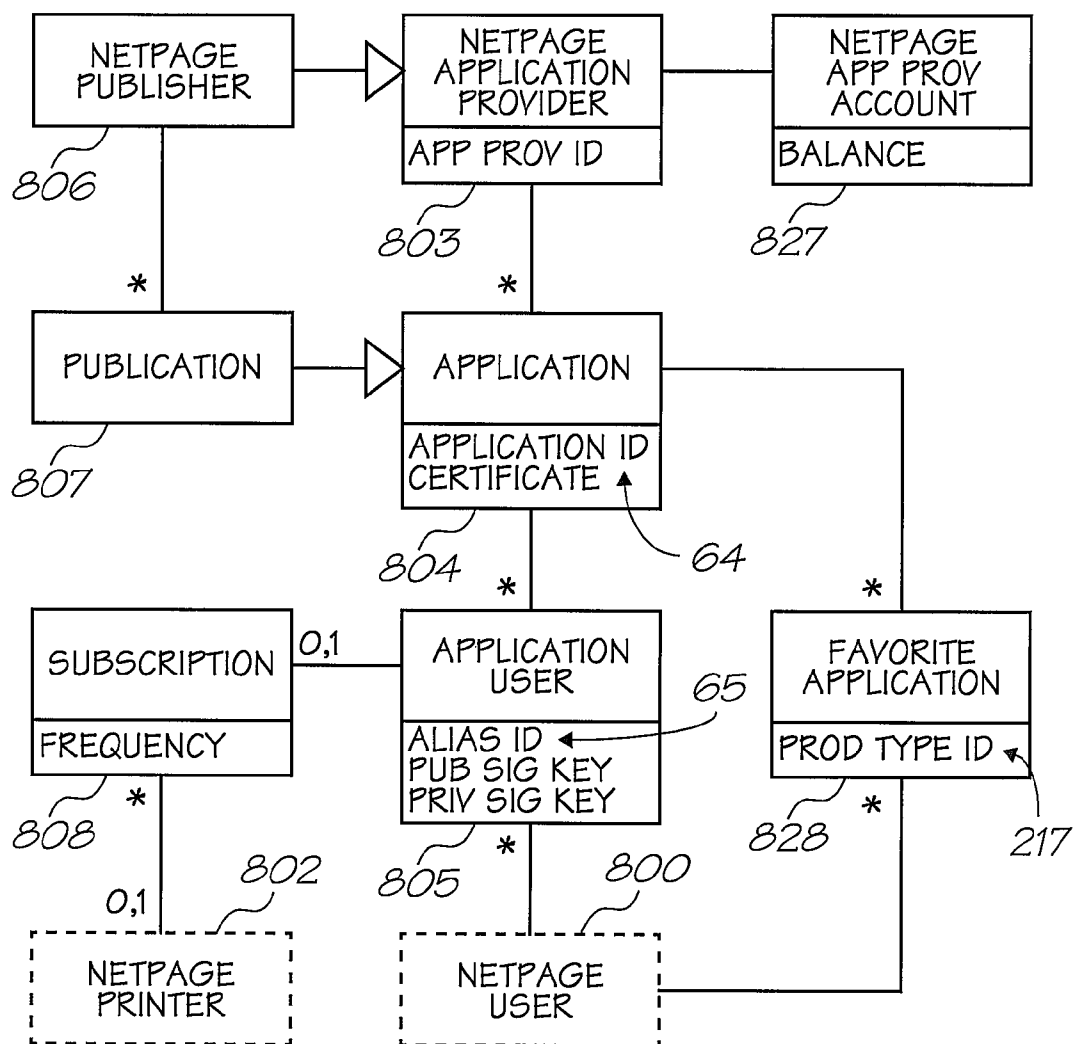 NETPAGE
PUBLISHER
NETPAGE
APPLICATION
PROVIDER
APP PROV ID
NETPAGE
APP PROV
ACCOUNT
BALANCE
806
803
827
*
*
PUBLICATION
APPLICATION
APPLICATION ID
CERTIFICATE
807
804
64
*
*
SUBSCRIPTION
0,1
APPLICATION
USER
FAVORITE
APPLICATION
65
FREQUENCY
ALIAS ID
PUB SIG KEY
PRIV SIG KEY
PROD TYPE ID
*
*
*
808
805
828
217
802
800
0,1
NETPAGE
PRINTER
NETPAGE
USER